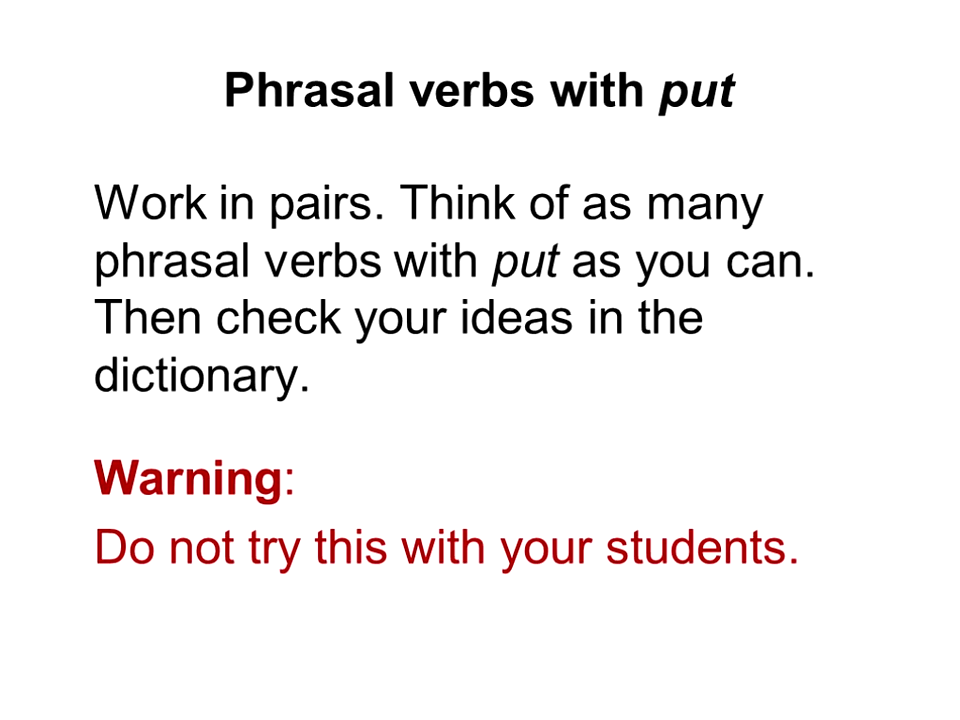 Phrasal verbs with put
Work in pairs. Think of as many
phrasal verbs with put as you can.
Then check your ideas in the
dictionary.
Warning:
Do not try this with your students.